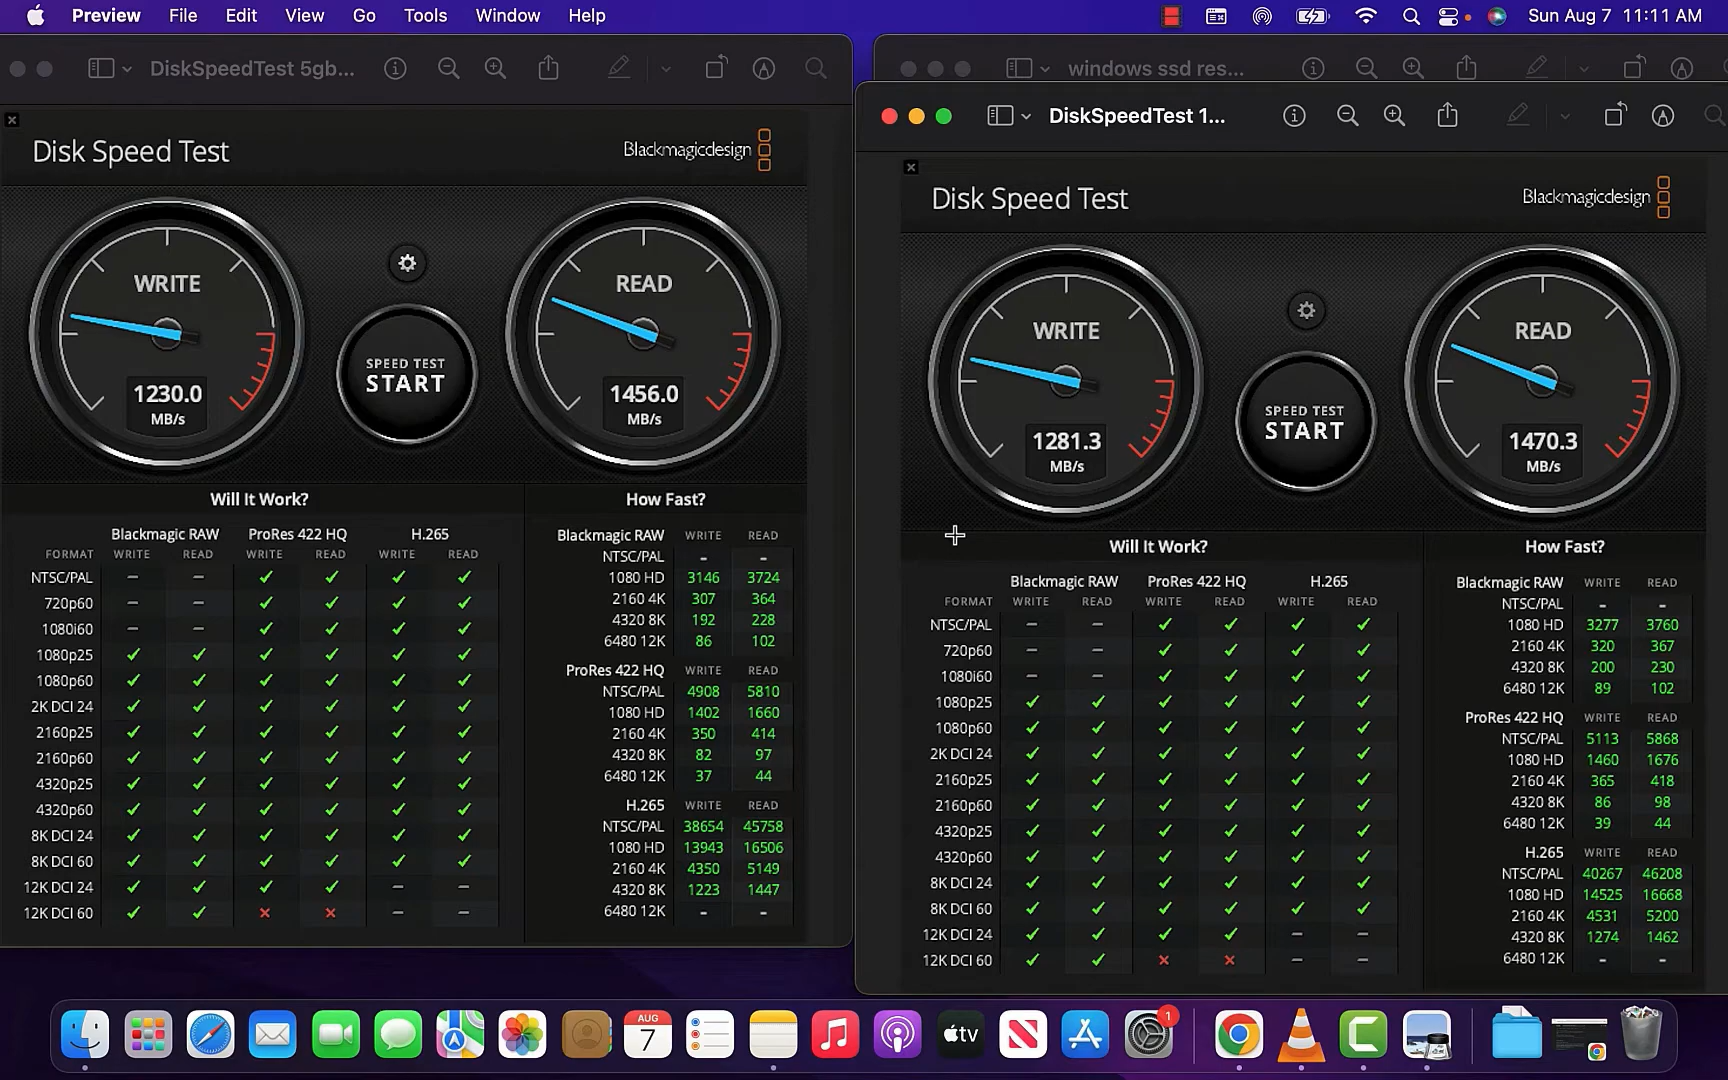 Preview File Edit View Go Tools Window Help Sun Aug 7 11:11 AM
DiskSpeedTest 5gb...
windows ssd res...
DiskSpeedTest 1...
Disk Speed Test Blackmagicdesign
WRITE
1230.0
MB/s
SPEED TEST
START
READ
1456.0
MB/s
Will It Work?
Blackmagic RAW ProRes 422 HQ H.265
FORMAT WRITE READ WRITE READ WRITE READ
NTSC/PAL – – ✓ ✓ ✓ ✓
720p60 – – ✓ ✓ ✓ ✓
1080i60 – – ✓ ✓ ✓ ✓
1080p25 ✓ ✓ ✓ ✓ ✓ ✓
1080p60 ✓ ✓ ✓ ✓ ✓ ✓
2K DCI 24 ✓ ✓ ✓ ✓ ✓ ✓
2160p25 ✓ ✓ ✓ ✓ ✓ ✓
2160p60 ✓ ✓ ✓ ✓ ✓ ✓
4320p25 ✓ ✓ ✓ ✓ ✓ ✓
4320p60 ✓ ✓ ✓ ✓ ✓ ✓
8K DCI 24 ✓ ✓ ✓ ✓ ✓ ✓
8K DCI 60 ✓ ✓ ✓ ✓ ✓ ✓
12K DCI 24 ✓ ✓ ✓ ✓ – –
12K DCI 60 ✓ ✓ × × – –
How Fast?
Blackmagic RAW WRITE READ
NTSC/PAL - -
1080 HD 3146 3724
2160 4K 307 364
4320 8K 192 228
6480 12K 86 102
ProRes 422 HQ WRITE READ
NTSC/PAL 4908 5810
1080 HD 1402 1660
2160 4K 350 414
4320 8K 82 97
6480 12K 37 44
H.265 WRITE READ
NTSC/PAL 38654 45758
1080 HD 13943 16506
2160 4K 4350 5149
4320 8K 1223 1447
6480 12K - -
Disk Speed Test Blackmagicdesign
WRITE
1281.3
MB/s
SPEED TEST
START
READ
1470.3
MB/s
Will It Work?
Blackmagic RAW ProRes 422 HQ H.265
FORMAT WRITE READ WRITE READ WRITE READ
NTSC/PAL – – ✓ ✓ ✓ ✓
720p60 – – ✓ ✓ ✓ ✓
1080i60 – – ✓ ✓ ✓ ✓
1080p25 ✓ ✓ ✓ ✓ ✓ ✓
1080p60 ✓ ✓ ✓ ✓ ✓ ✓
2K DCI 24 ✓ ✓ ✓ ✓ ✓ ✓
2160p25 ✓ ✓ ✓ ✓ ✓ ✓
2160p60 ✓ ✓ ✓ ✓ ✓ ✓
4320p25 ✓ ✓ ✓ ✓ ✓ ✓
4320p60 ✓ ✓ ✓ ✓ ✓ ✓
8K DCI 24 ✓ ✓ ✓ ✓ ✓ ✓
8K DCI 60 ✓ ✓ ✓ ✓ ✓ ✓
12K DCI 24 ✓ ✓ ✓ ✓ – –
12K DCI 60 ✓ ✓ × × – –
How Fast?
Blackmagic RAW WRITE READ
NTSC/PAL - -
1080 HD 3277 3760
2160 4K 320 367
4320 8K 200 230
6480 12K 89 102
ProRes 422 HQ WRITE READ
NTSC/PAL 5113 5868
1080 HD 1460 1676
2160 4K 365 418
4320 8K 86 98
6480 12K 39 44
H.265 WRITE READ
NTSC/PAL 40267 46208
1080 HD 14525 16668
2160 4K 4531 5200
4320 8K 1274 1462
6480 12K - -
AUG
7
tv
1